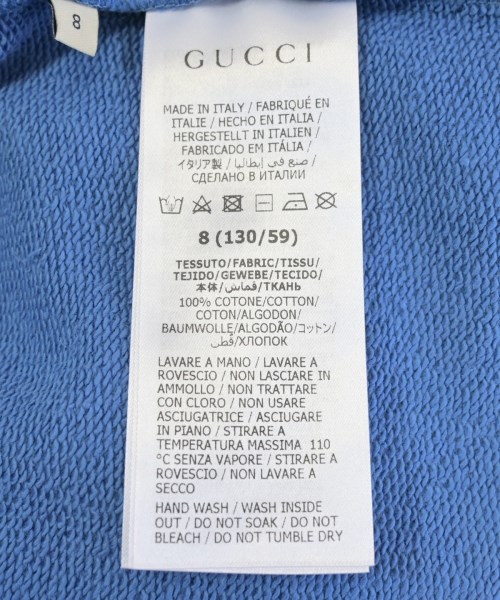 8
GUCCI
MADE IN ITALY / FABRIQUÉ EN
ITALIE / HECHO EN ITALIA /
HERGESTELLT IN ITALIEN /
FABRICADO EM ITÁLIA /
イタリア製 / صنع في إيطاليا /
СДЕЛАНО В ИТАЛИИ
8 (130/59)
TESSUTO/FABRIC/TISSU/
TEJIDO/GEWEBE/TECIDO/
本体/قماش/ТКАНЬ
100% COTONE/COTTON/
COTON/ALGODON/
BAUMWOLLE/ALGODÃO/コットン/
قطن/ХЛОПОК
LAVARE A MANO / LAVARE A
ROVESCIO / NON LASCIARE IN
AMMOLLO / NON TRATTARE
CON CLORO / NON USARE
ASCIUGATRICE / ASCIUGARE
IN PIANO / STIRARE A
TEMPERATURA MASSIMA 110
°C SENZA VAPORE / STIRARE A
ROVESCIO / NON LAVARE A
SECCO
HAND WASH / WASH INSIDE
OUT / DO NOT SOAK / DO NOT
BLEACH / DO NOT TUMBLE DRY